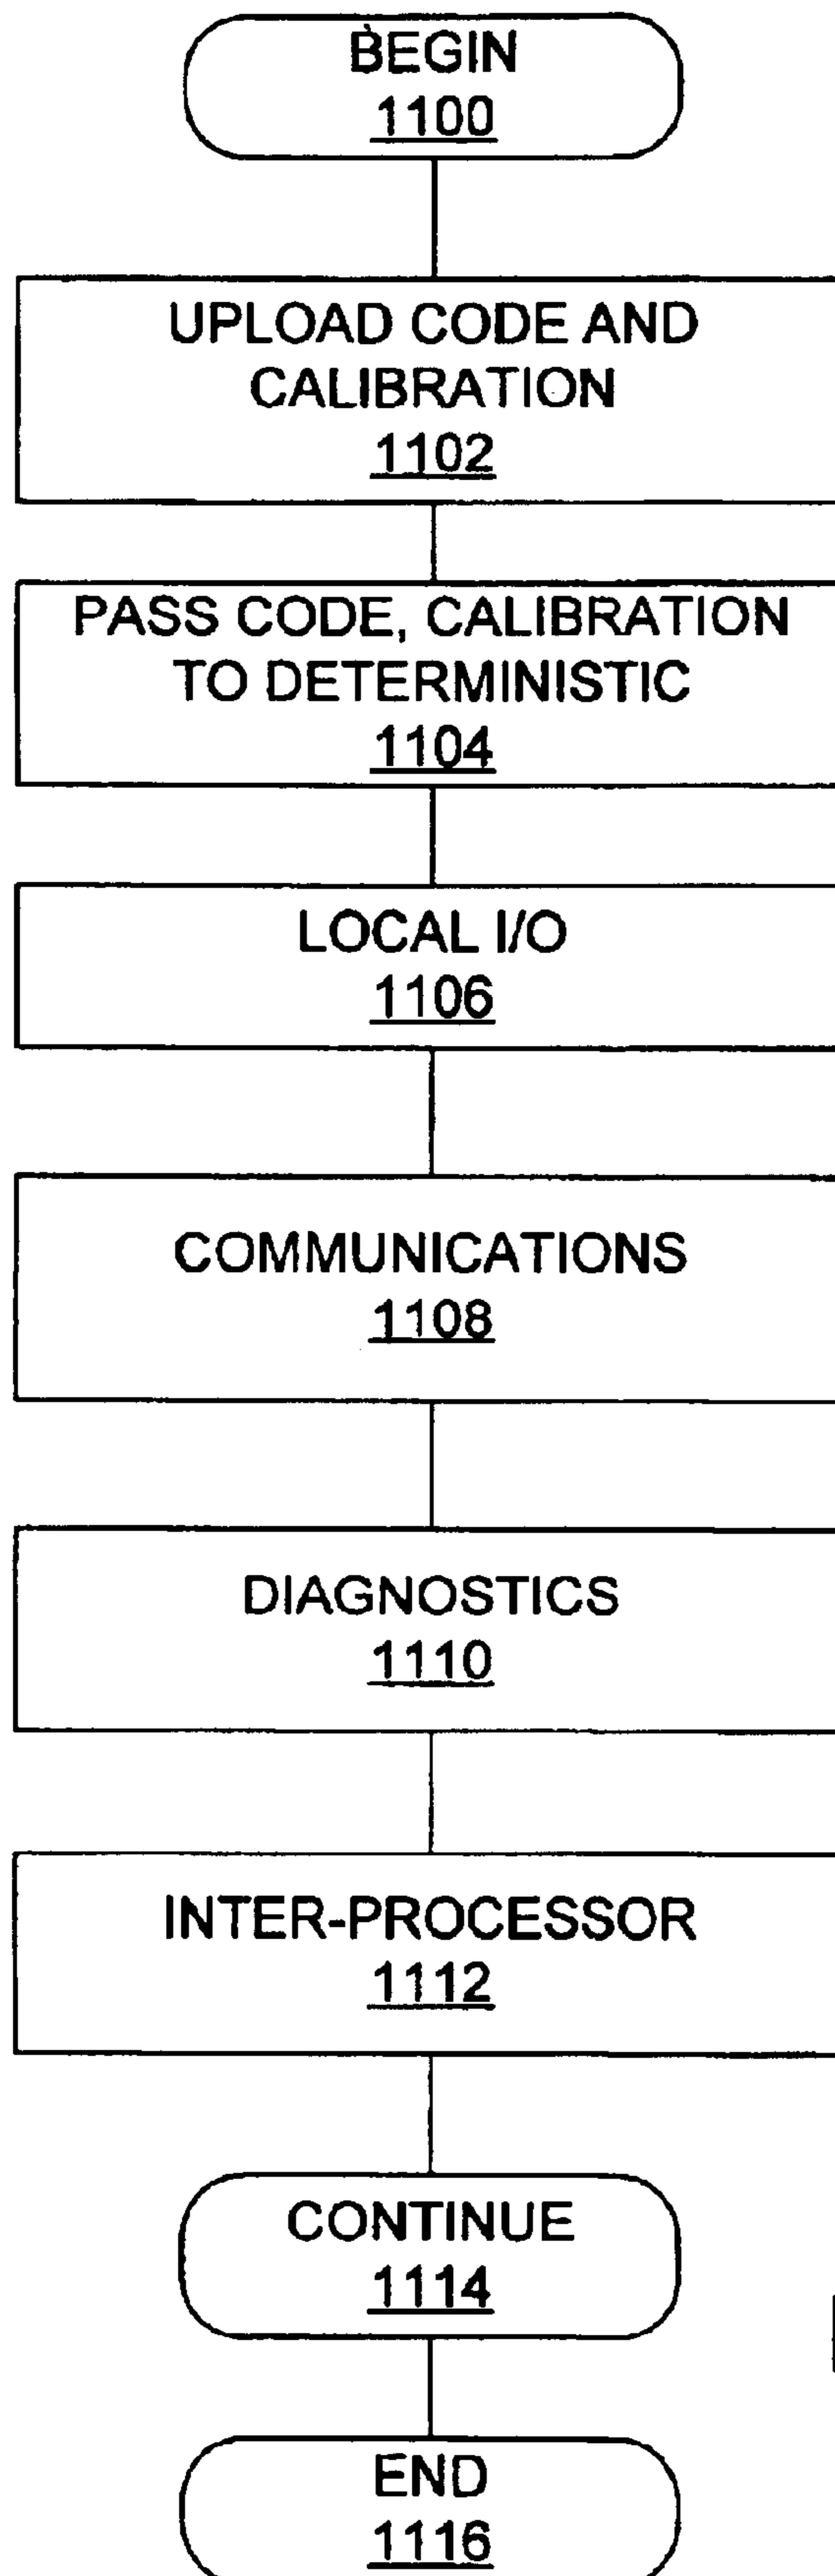 BEGIN
1100
UPLOAD CODE AND
CALIBRATION
1102
PASS CODE, CALIBRATION
TO DETERMINISTIC
1104
LOCAL I/O
1106
COMMUNICATIONS
1108
DIAGNOSTICS
1110
INTER-PROCESSOR
1112
CONTINUE
1114
END
1116